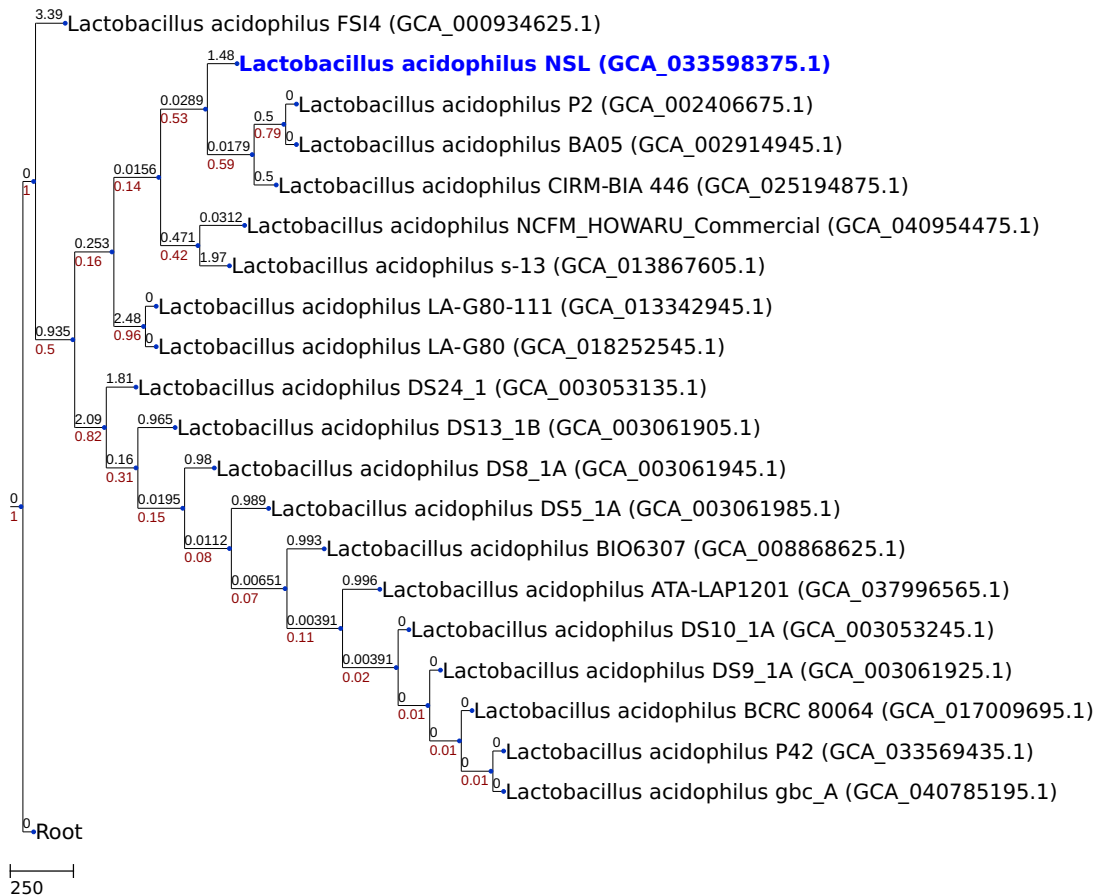 3.39 Lactobacillus acidophilus FSI4 (GCA_000934625.1)
1.48 Lactobacillus acidophilus NSL (GCA_033598375.1)
0.0289
0.53
0 Lactobacillus acidophilus P2 (GCA_002406675.1)
0.5
0.79
0 Lactobacillus acidophilus BA05 (GCA_002914945.1)
0.0179
0.59
0.5 Lactobacillus acidophilus CIRM-BIA 446 (GCA_025194875.1)
0.0156
0.14
0
1
0.0312 Lactobacillus acidophilus NCFM_HOWARU_Commercial (GCA_040954475.1)
0.471
0.42
1.97 Lactobacillus acidophilus s-13 (GCA_013867605.1)
0.253
0.16
0 Lactobacillus acidophilus LA-G80-111 (GCA_013342945.1)
2.48
0.96
0 Lactobacillus acidophilus LA-G80 (GCA_018252545.1)
0.935
0.5
1.81 Lactobacillus acidophilus DS24_1 (GCA_003053135.1)
2.09
0.82
0.965 Lactobacillus acidophilus DS13_1B (GCA_003061905.1)
0.16
0.31
0.98 Lactobacillus acidophilus DS8_1A (GCA_003061945.1)
0.0195
0.15
0.989 Lactobacillus acidophilus DS5_1A (GCA_003061985.1)
0
1
0.0112
0.08
0.993 Lactobacillus acidophilus BIO6307 (GCA_008868625.1)
0.00651
0.07
0.996 Lactobacillus acidophilus ATA-LAP1201 (GCA_037996565.1)
0.00391
0.11
0 Lactobacillus acidophilus DS10_1A (GCA_003053245.1)
0.00391
0.02
0 Lactobacillus acidophilus DS9_1A (GCA_003061925.1)
0
0.01
0 Lactobacillus acidophilus BCRC 80064 (GCA_017009695.1)
0
0.01
0 Lactobacillus acidophilus P42 (GCA_033569435.1)
0
0.01
0 Lactobacillus acidophilus gbc_A (GCA_040785195.1)
0 Root
250